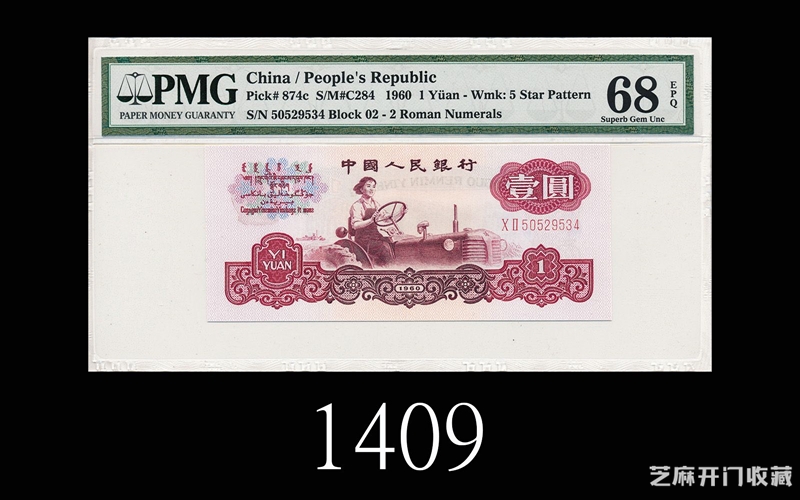 PMG
PAPER MONEY GUARANTY
China / People's Republic
Pick# 874c S/M#C284 1960 1 Yüan - Wmk: 5 Star Pattern
S/N 50529534 Block 02 - 2 Roman Numerals
68
EPQ
Superb Gem Unc
中國人民銀行
壹圓
XⅡ50529534
YI
YUAN
1960
1
1409
芝麻开门收藏